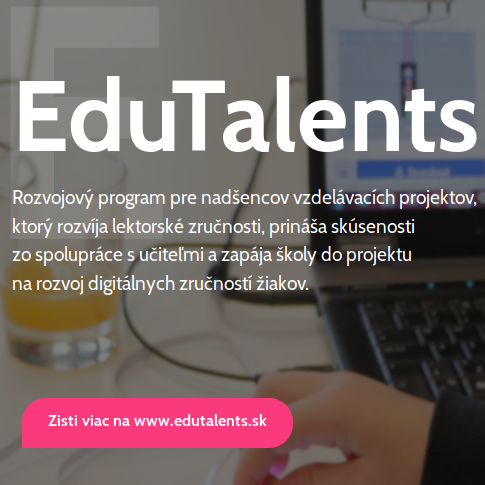 EduTalents
Rozvojový program pre nadšencov vzdelávacích projektov,
ktorý rozvíja lektorské zručnosti, prináša skúsenosti
zo spolupráce s učiteľmi a zapája školy do projektu
na rozvoj digitálnych zručností žiakov.
Zisti viac na www.edutalents.sk